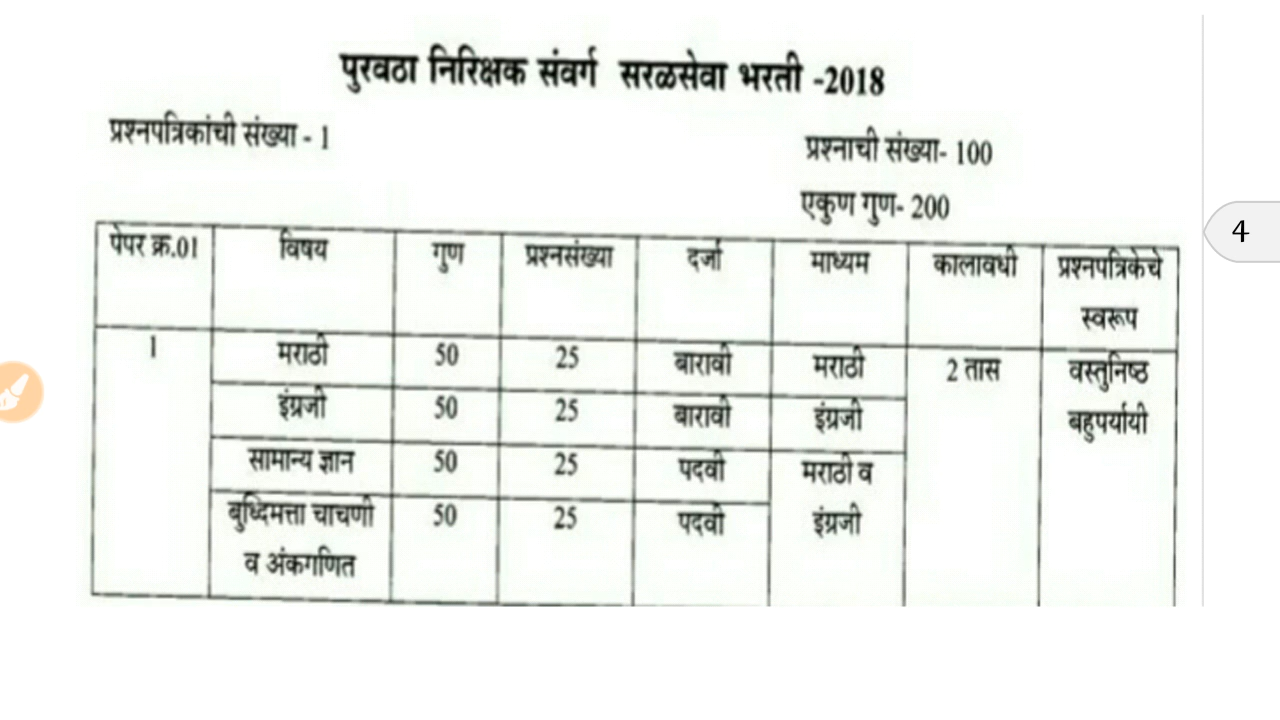 पुरवठा निरिक्षक संवर्ग सरळसेवा भरती -2018
प्रश्नपत्रिकांची संख्या - 1
प्रश्नाची संख्या- 100
एकुण गुण- 200
पेपर क्र.01 विषय गुण प्रश्नसंख्या दर्जा माध्यम कालावधी प्रश्नपत्रिकेचे
स्वरूप
1 मराठी 50 25 बारावी मराठी 2 तास वस्तुनिष्ठ
इंग्रजी 50 25 बारावी इंग्रजी बहुपर्यायी
सामान्य ज्ञान 50 25 पदवी मराठी व
बुध्दिमत्ता चाचणी 50 25 पदवी इंग्रजी
व अंकगणित
4